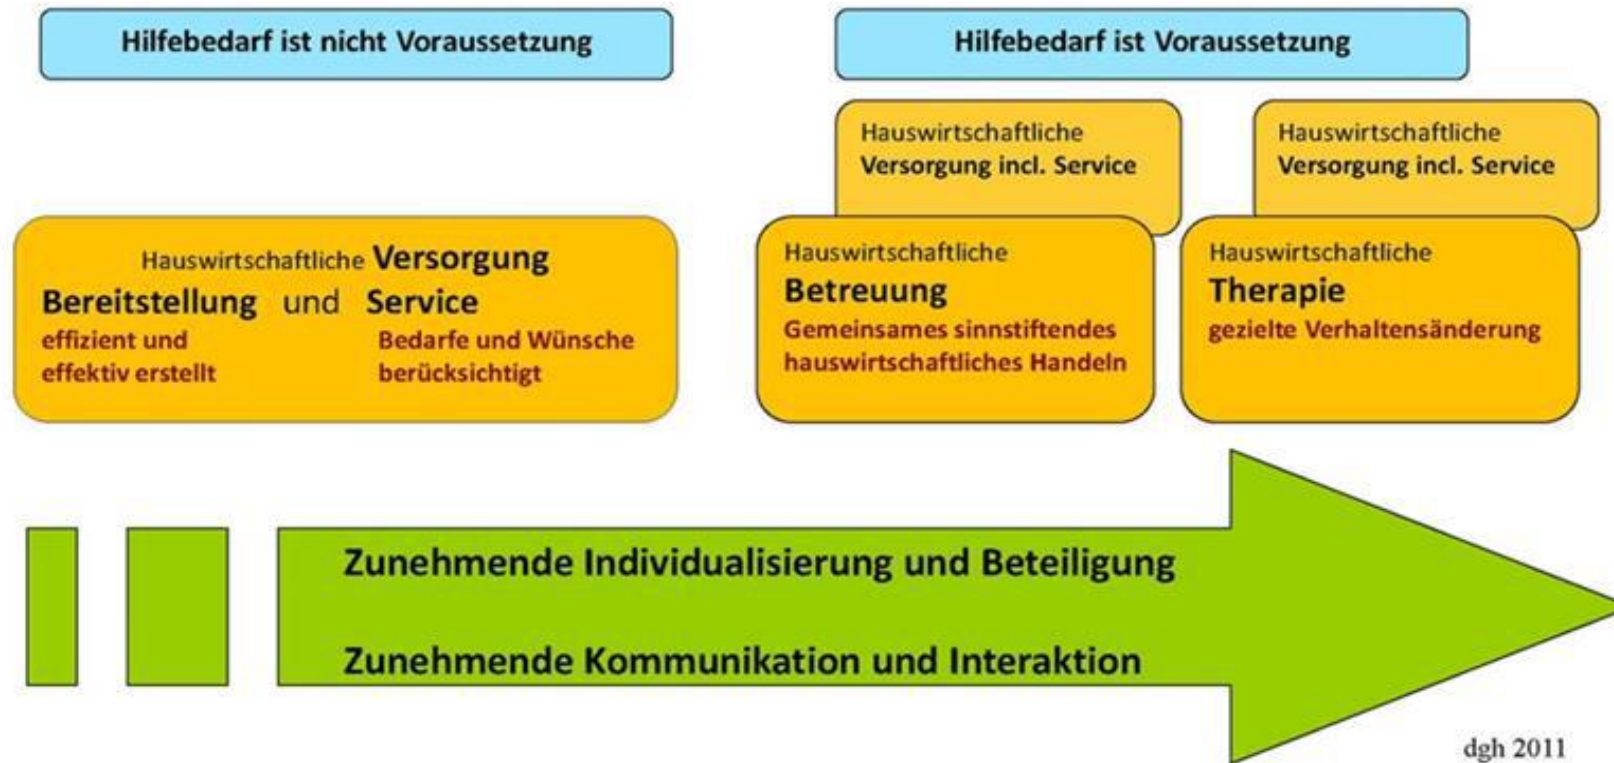 Hilfebedarf ist nicht Voraussetzung
Hilfebedarf ist Voraussetzung
Hauswirtschaftliche
Versorgung incl. Service
Hauswirtschaftliche
Versorgung incl. Service
Hauswirtschaftliche Versorgung
Bereitstellung und Service
effizient und
effektiv erstellt
Bedarfe und Wünsche
berücksichtigt
Hauswirtschaftliche
Betreuung
Gemeinsames sinnstiftendes
hauswirtschaftliches Handeln
Hauswirtschaftliche
Therapie
gezielte Verhaltensänderung
Zunehmende Individualisierung und Beteiligung
Zunehmende Kommunikation und Interaktion
dgh 2011